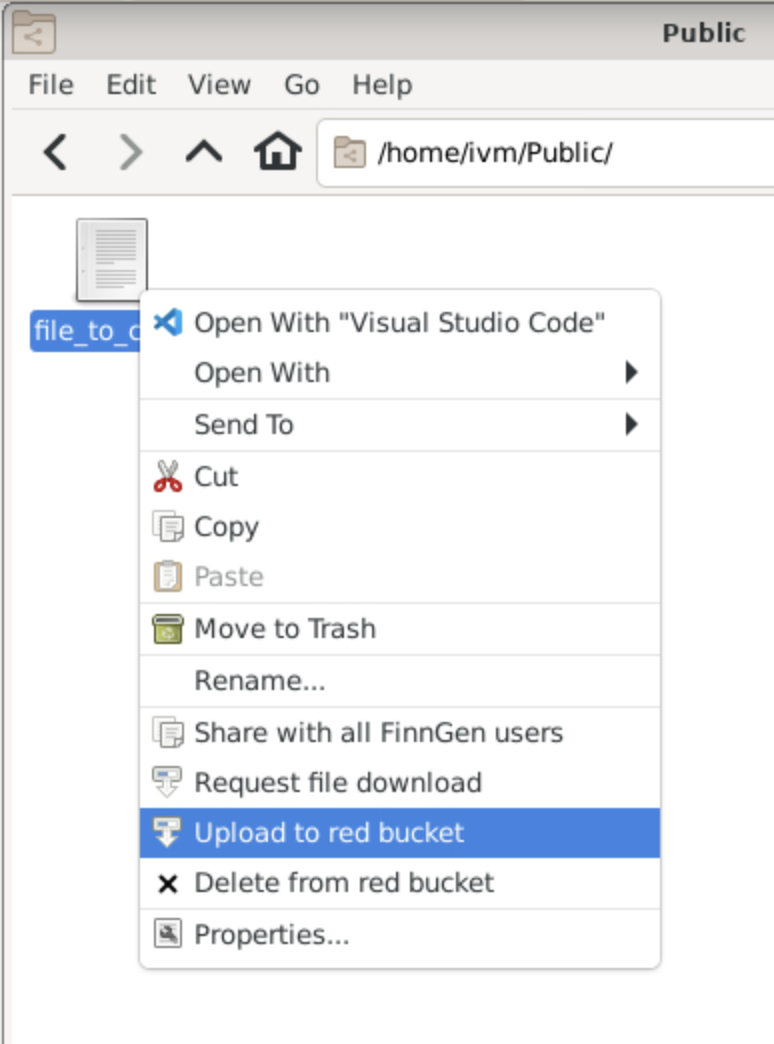 Public
File Edit View Go Help
/home/ivm/Public/
file_to_c
Open With "Visual Studio Code"
Open With
Send To
Cut
Copy
Paste
Move to Trash
Rename...
Share with all FinnGen users
Request file download
Upload to red bucket
Delete from red bucket
Properties...